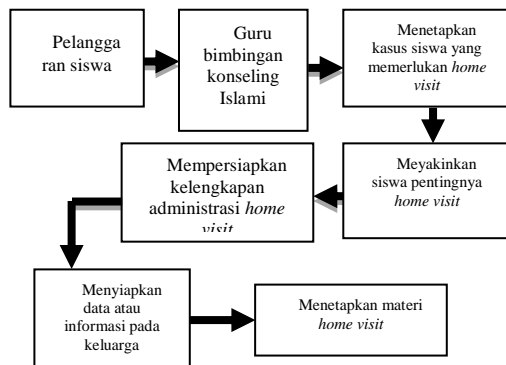 Pelangga
ran siswa
Guru
bimbingan
konseling
Islami
Menetapkan
kasus siswa yang
memerlukan home
visit
Meyakinkan
siswa pentingnya
home visit
Mempersiapkan
kelengkapan
administrasi home
visit
Menyiapkan
data atau
informasi pada
keluarga
Menetapkan materi
home visit